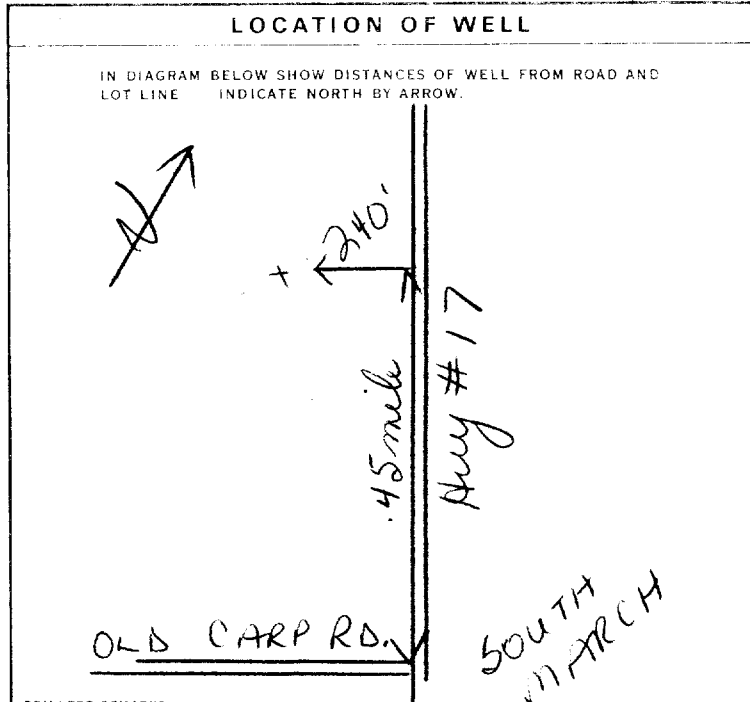 LOCATION OF WELL
IN DIAGRAM BELOW SHOW DISTANCES OF WELL FROM ROAD AND
LOT LINE INDICATE NORTH BY ARROW.
N
240'
.45 mile
Hwy #17
OLD CARP RD.
SOUTH
MARCH